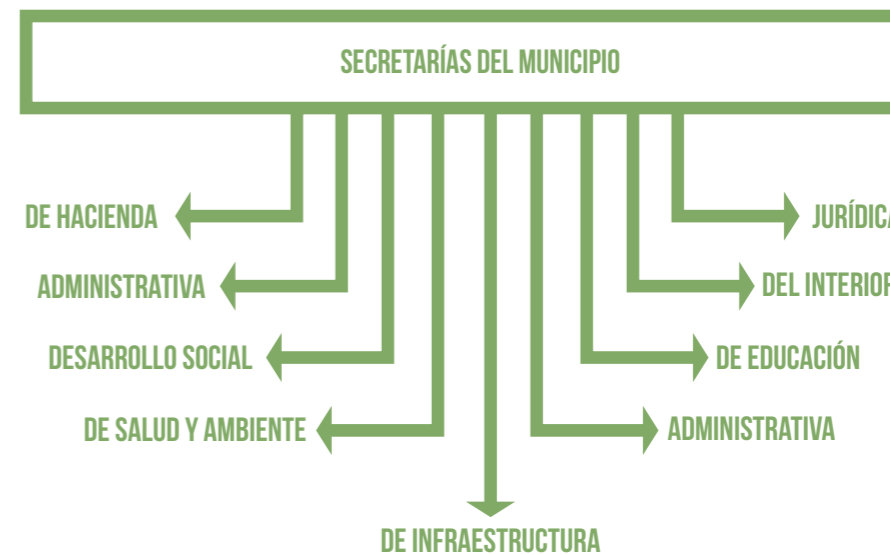 SECRETARÍAS DEL MUNICIPIO
DE HACIENDA
JURÍDICA
ADMINISTRATIVA
DEL INTERIOR
DESARROLLO SOCIAL
DE EDUCACIÓN
DE SALUD Y AMBIENTE
ADMINISTRATIVA
DE INFRAESTRUCTURA